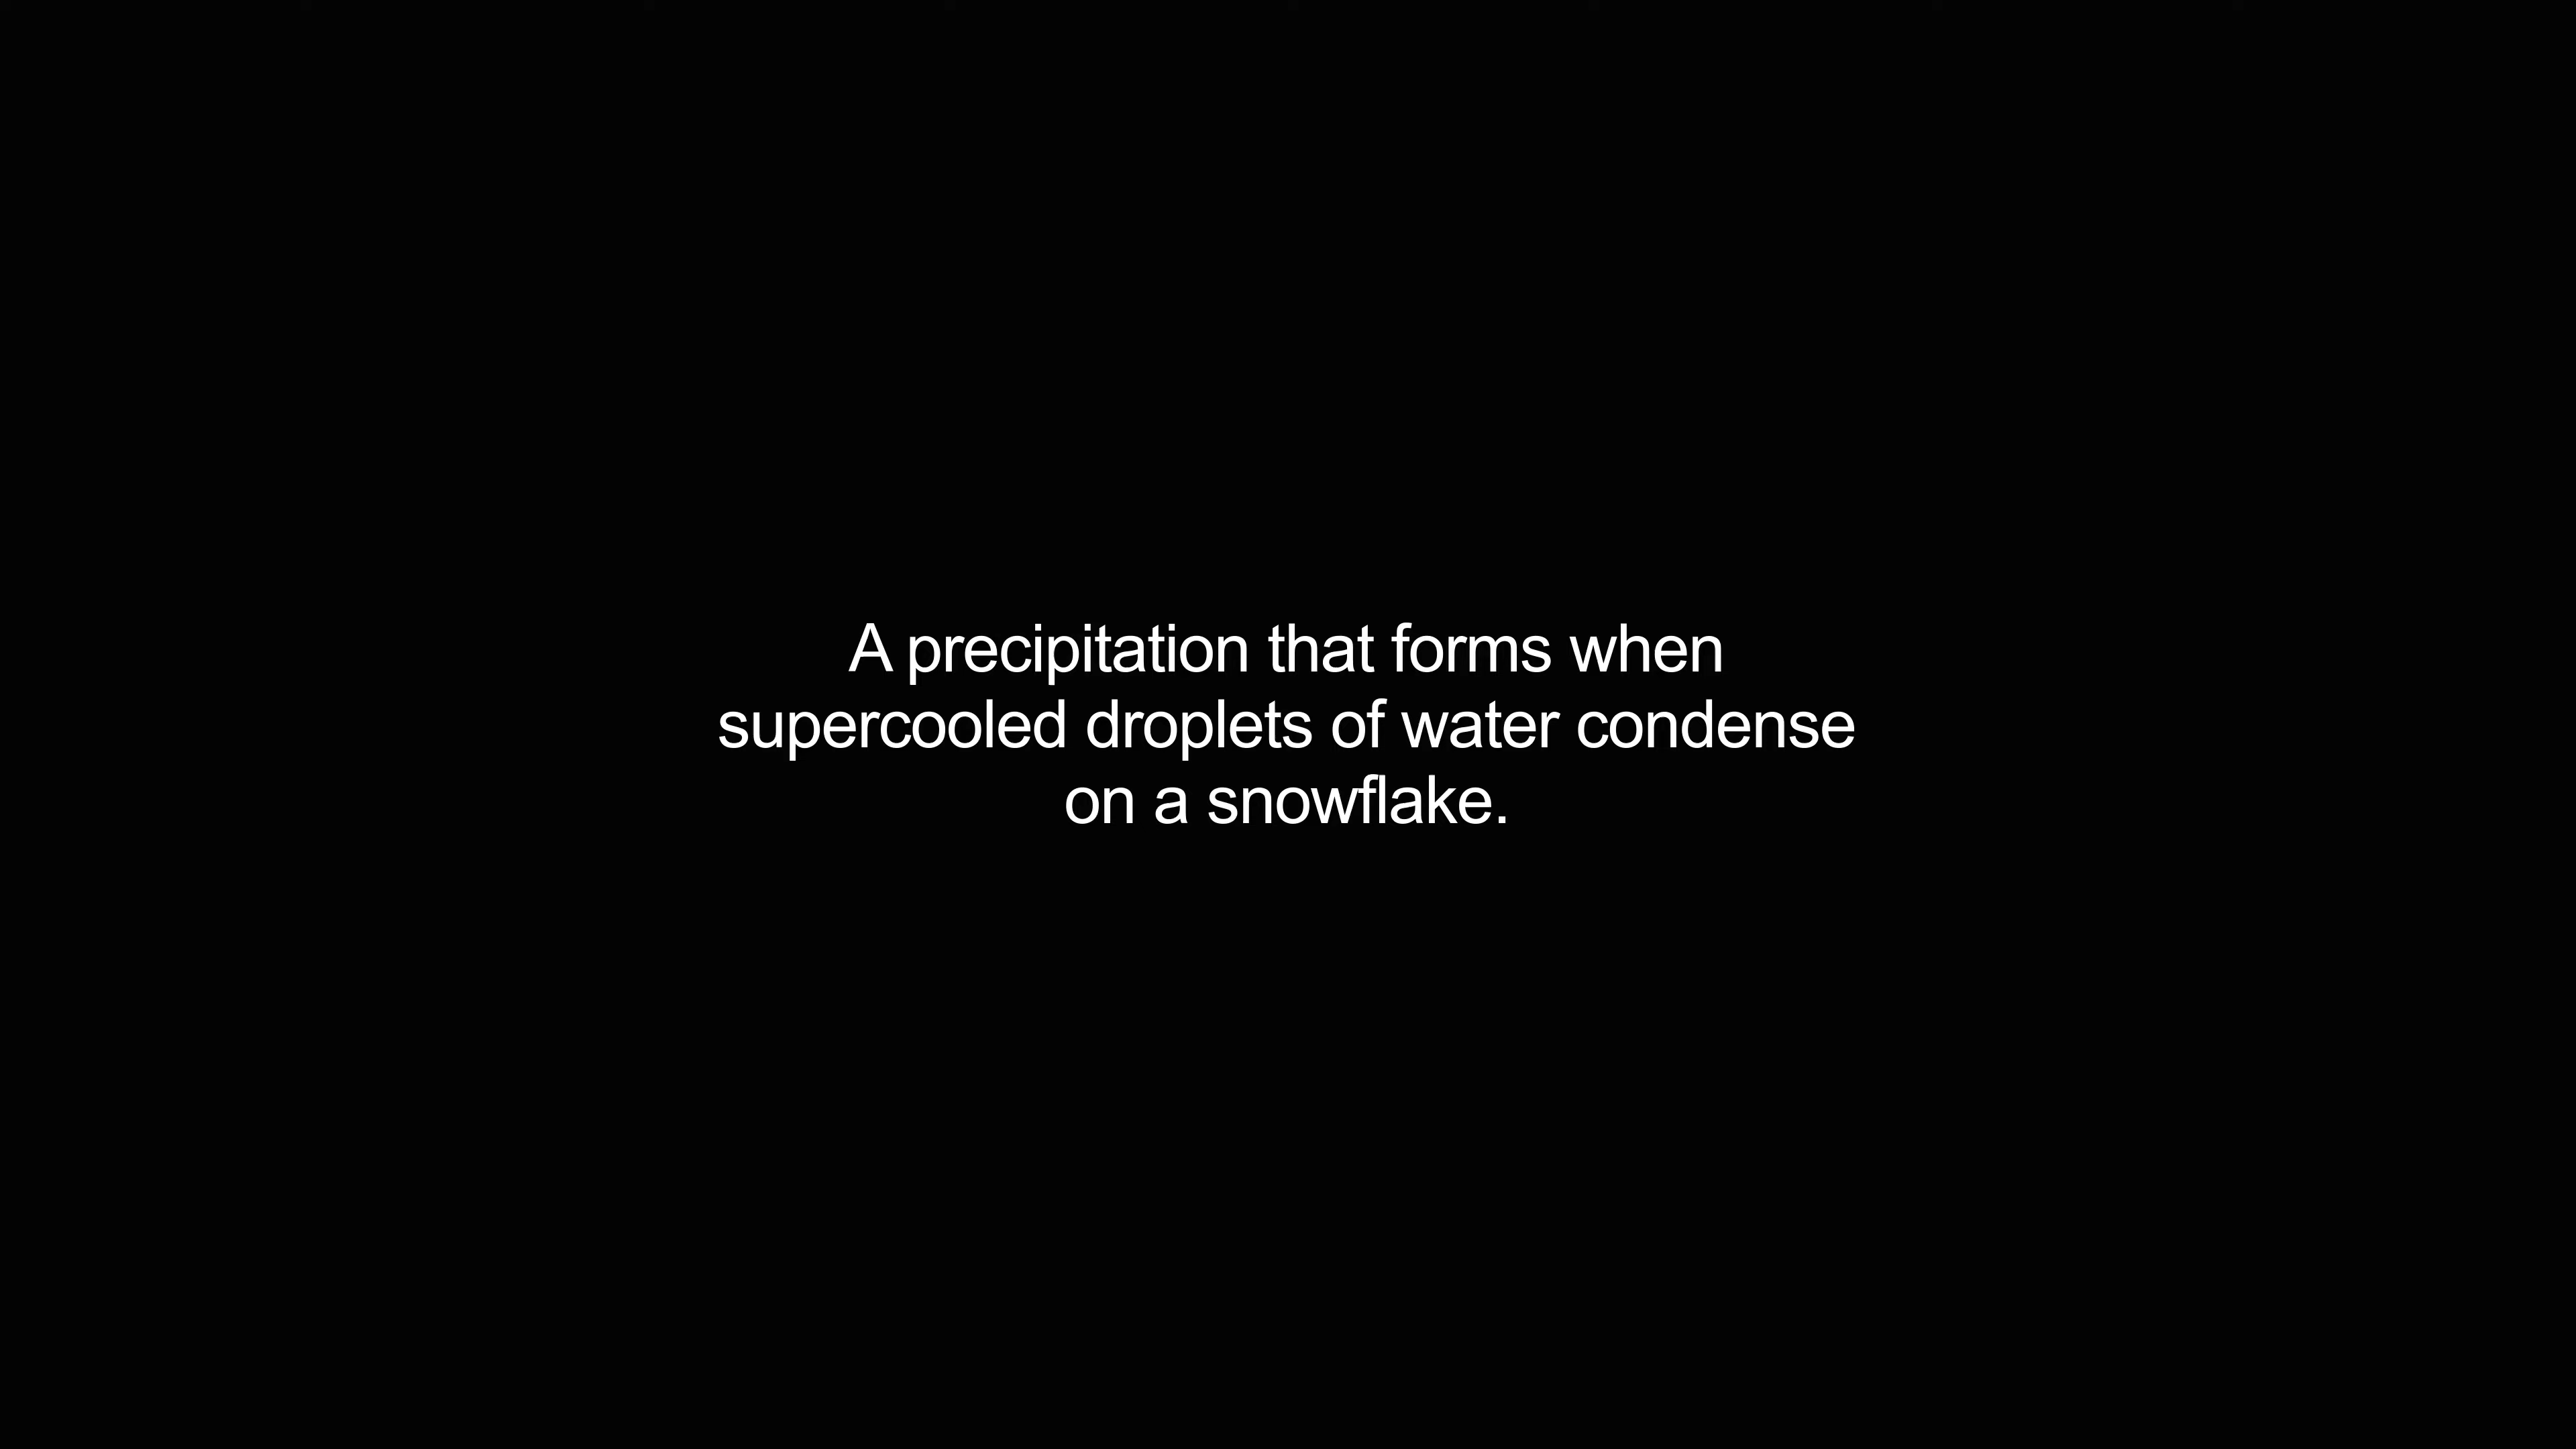 A precipitation that forms when
supercooled droplets of water condense
on a snowflake.